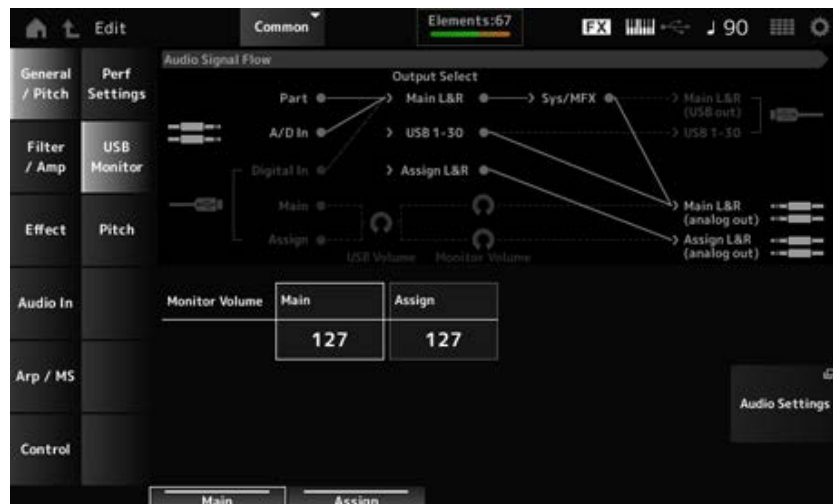 Edit
Common
Elements:67
FX
90
General / Pitch
Filter / Amp
Effect
Audio In
Arp / MS
Control
Perf Settings
USB Monitor
Pitch
Audio Signal Flow
Output Select
Part
Main L&R
Sys/MFX
Main L&R (USB out)
A/D In
USB 1-30
USB 1-30
Digital In
Assign L&R
Main
Main L&R (analog out)
Assign
Assign L&R (analog out)
USB Volume
Monitor Volume
Monitor Volume
Main
Assign
127
127
Audio Settings
Main
Assign